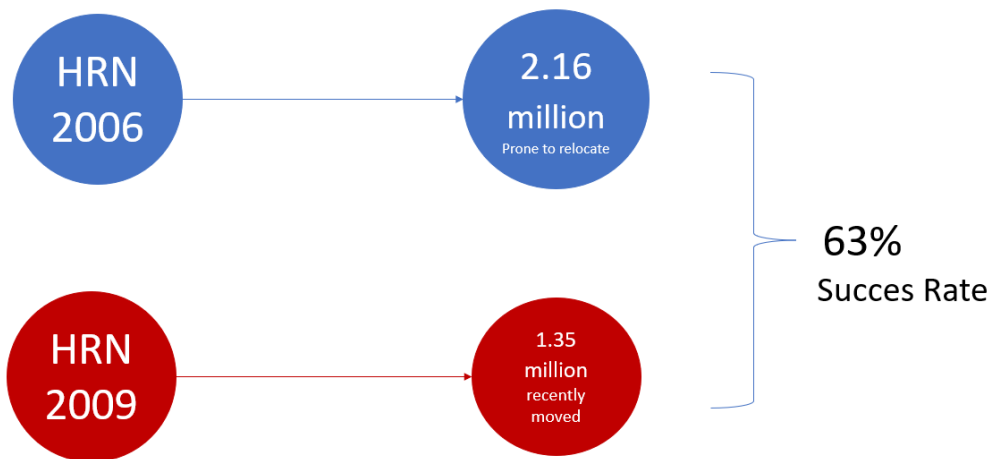 HRN
2006
2.16
million
Prone to relocate
63%
Succes Rate
HRN
2009
1.35
million
recently
moved